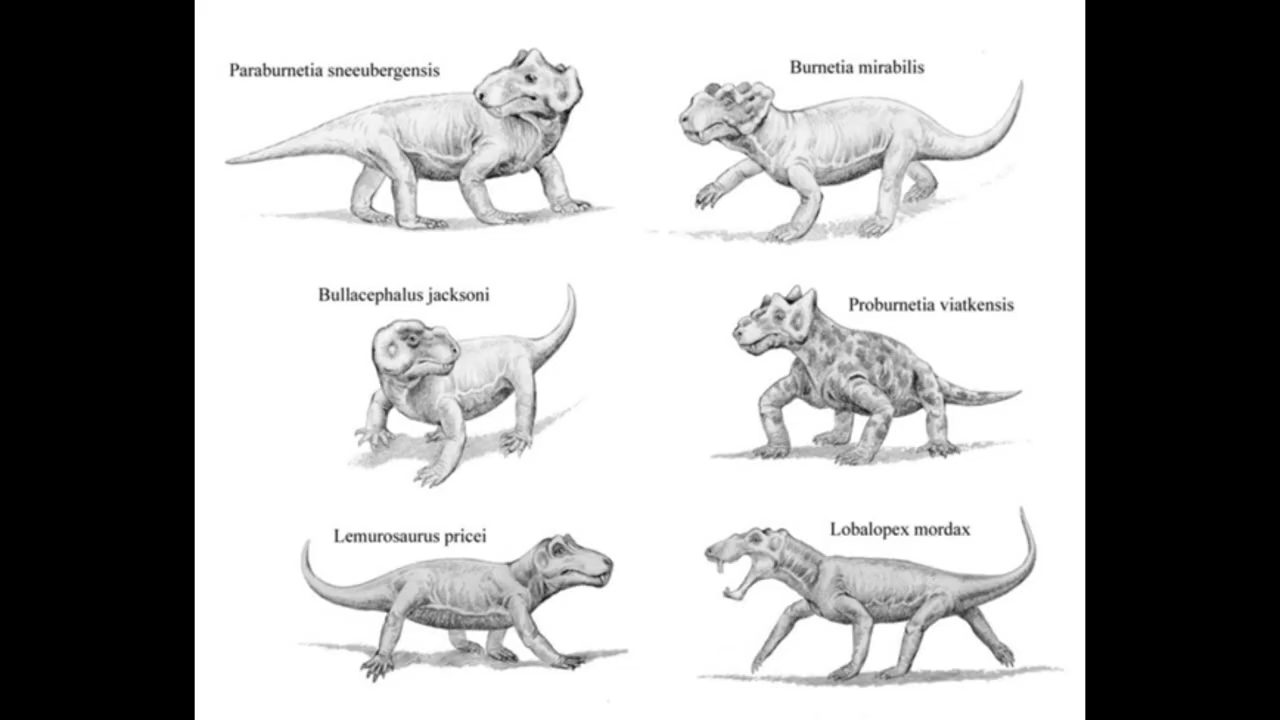 Paraburnetia sneeubergensis
Burnetia mirabilis
Bullacephalus jacksoni
Proburnetia viatkensis
Lemurosaurus pricei
Lobalopex mordax